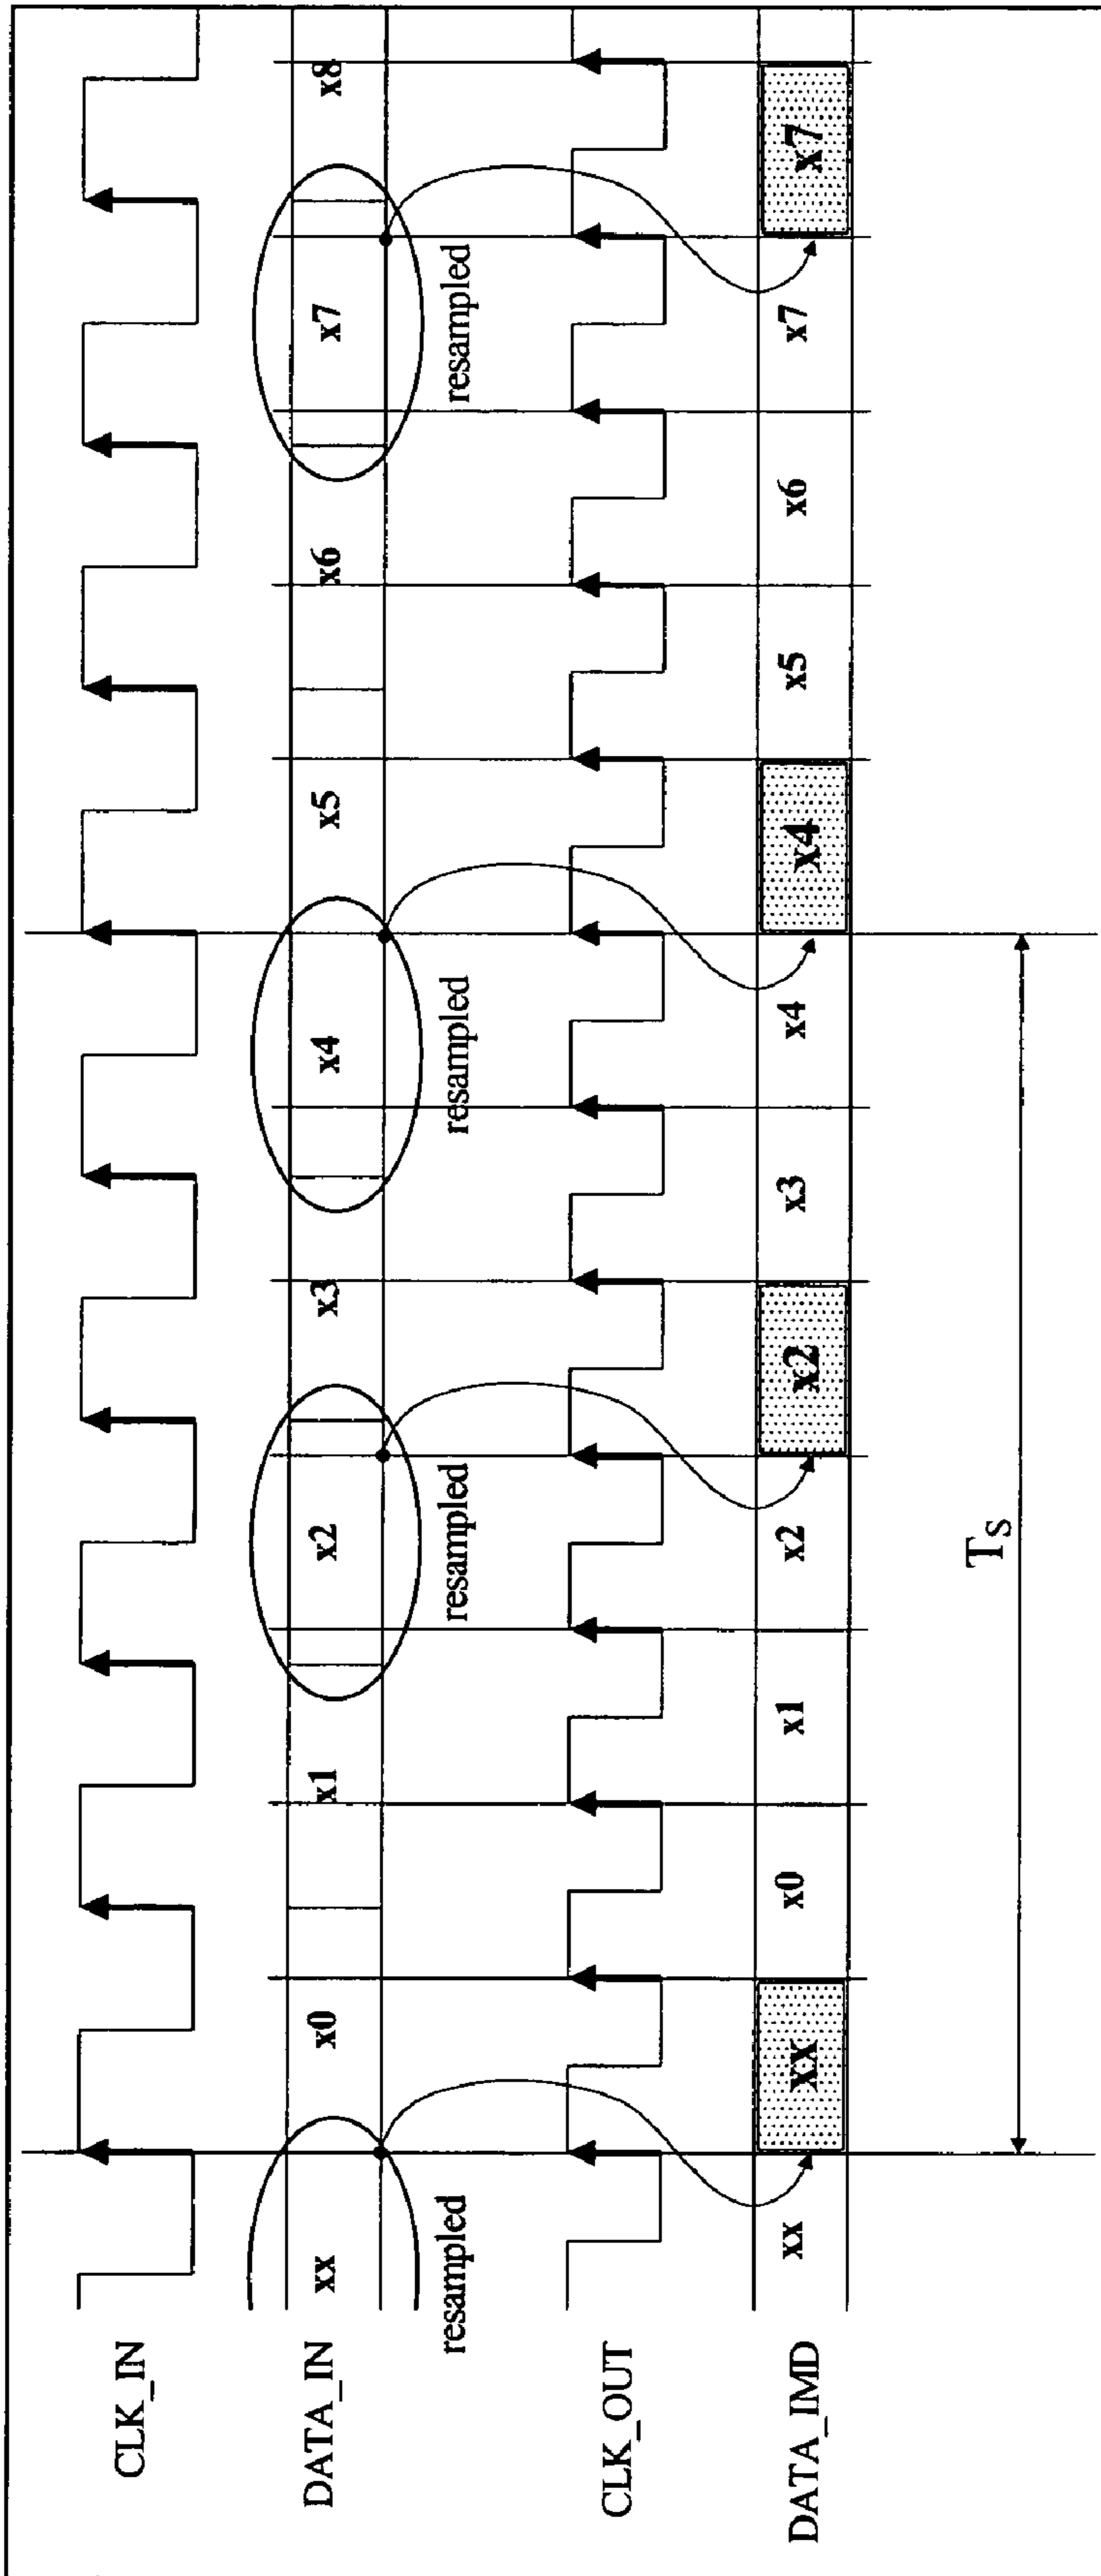 CLK_IN
DATA_IN xx x0 x1 x2 x3 x4 x5 x6 x7 x8
resampled resampled resampled resampled
CLK_OUT
DATA_IMD xx xx x0 x1 x2 x2 x3 x4 x4 x5 x6 x7 x7
TS